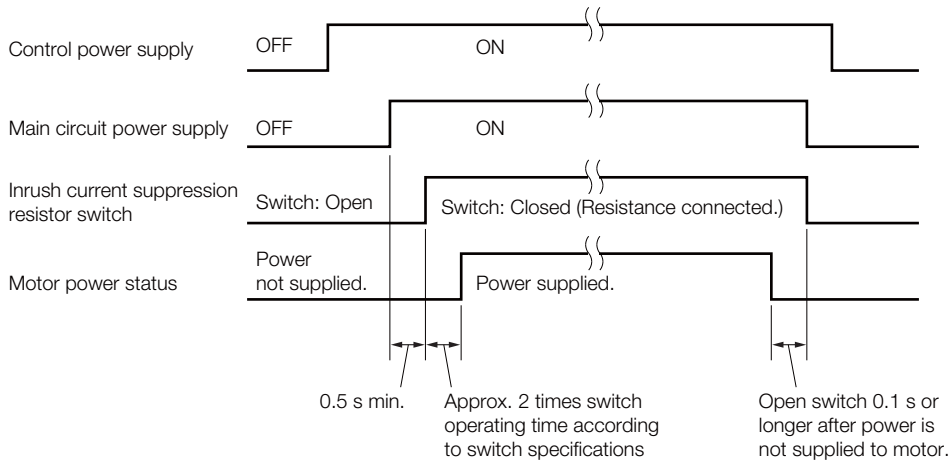 Control power supply
OFF
ON
Main circuit power supply
OFF
ON
Inrush current suppression
resistor switch
Switch: Open
Switch: Closed (Resistance connected.)
Motor power status
Power
not supplied.
Power supplied.
0.5 s min.
Approx. 2 times switch
operating time according
to switch specifications
Open switch 0.1 s or
longer after power is
not supplied to motor.